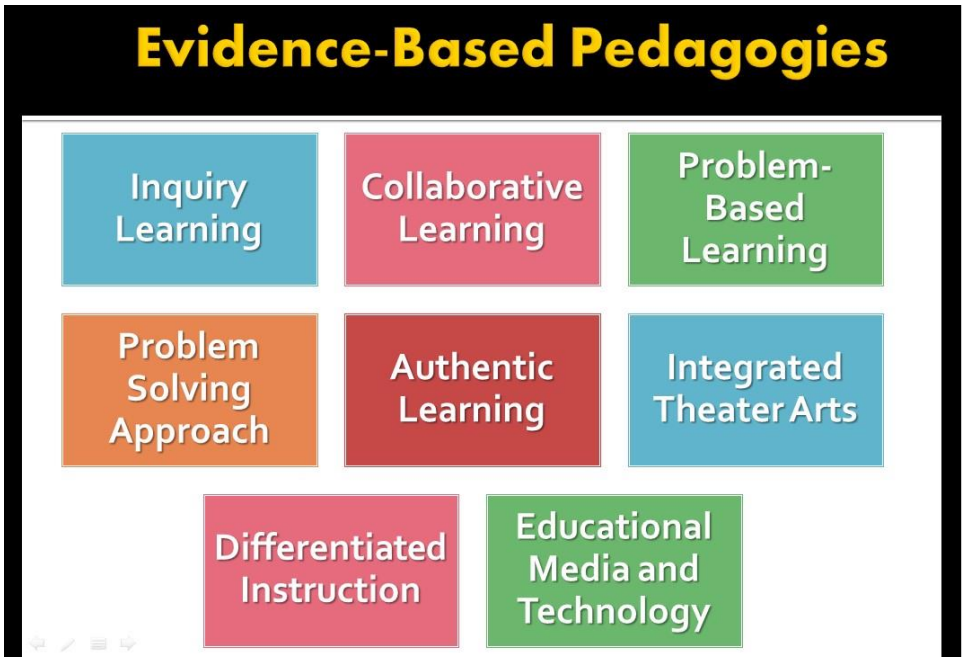 Evidence-Based Pedagogies
Inquiry
Learning
Collaborative
Learning
Problem-
Based
Learning
Problem
Solving
Approach
Authentic
Learning
Integrated
Theater Arts
Differentiated
Instruction
Educational
Media and
Technology